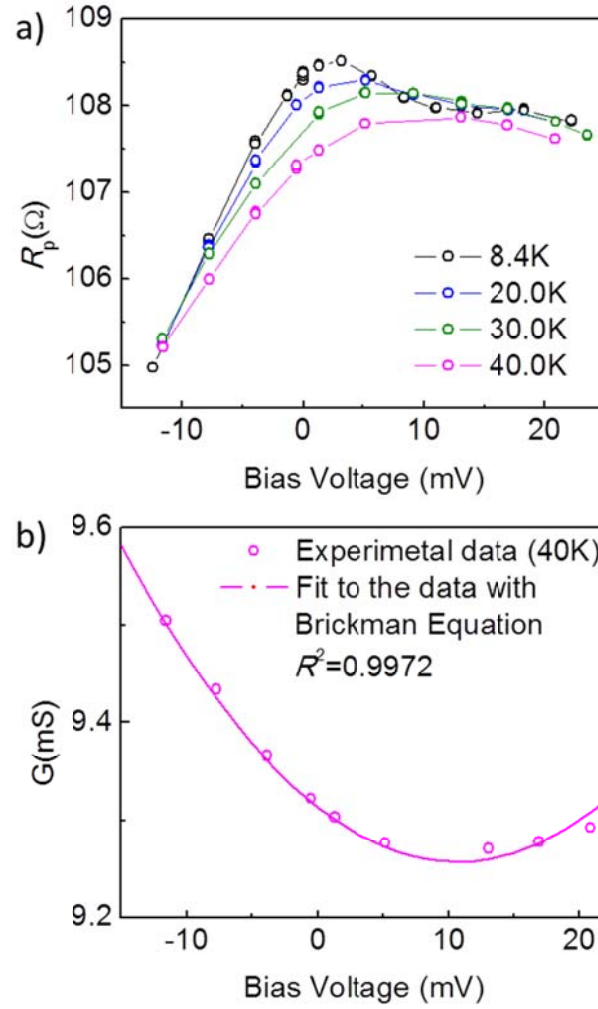 a)
109
108
107
106
105
Rp(Ω)
8.4K
20.0K
30.0K
40.0K
-10 0 10 20
Bias Voltage (mV)
b)
9.6
9.4
9.2
G(mS)
Experimetal data (40K)
Fit to the data with
Brickman Equation
R²=0.9972
-10 0 10 20
Bias Voltage (mV)